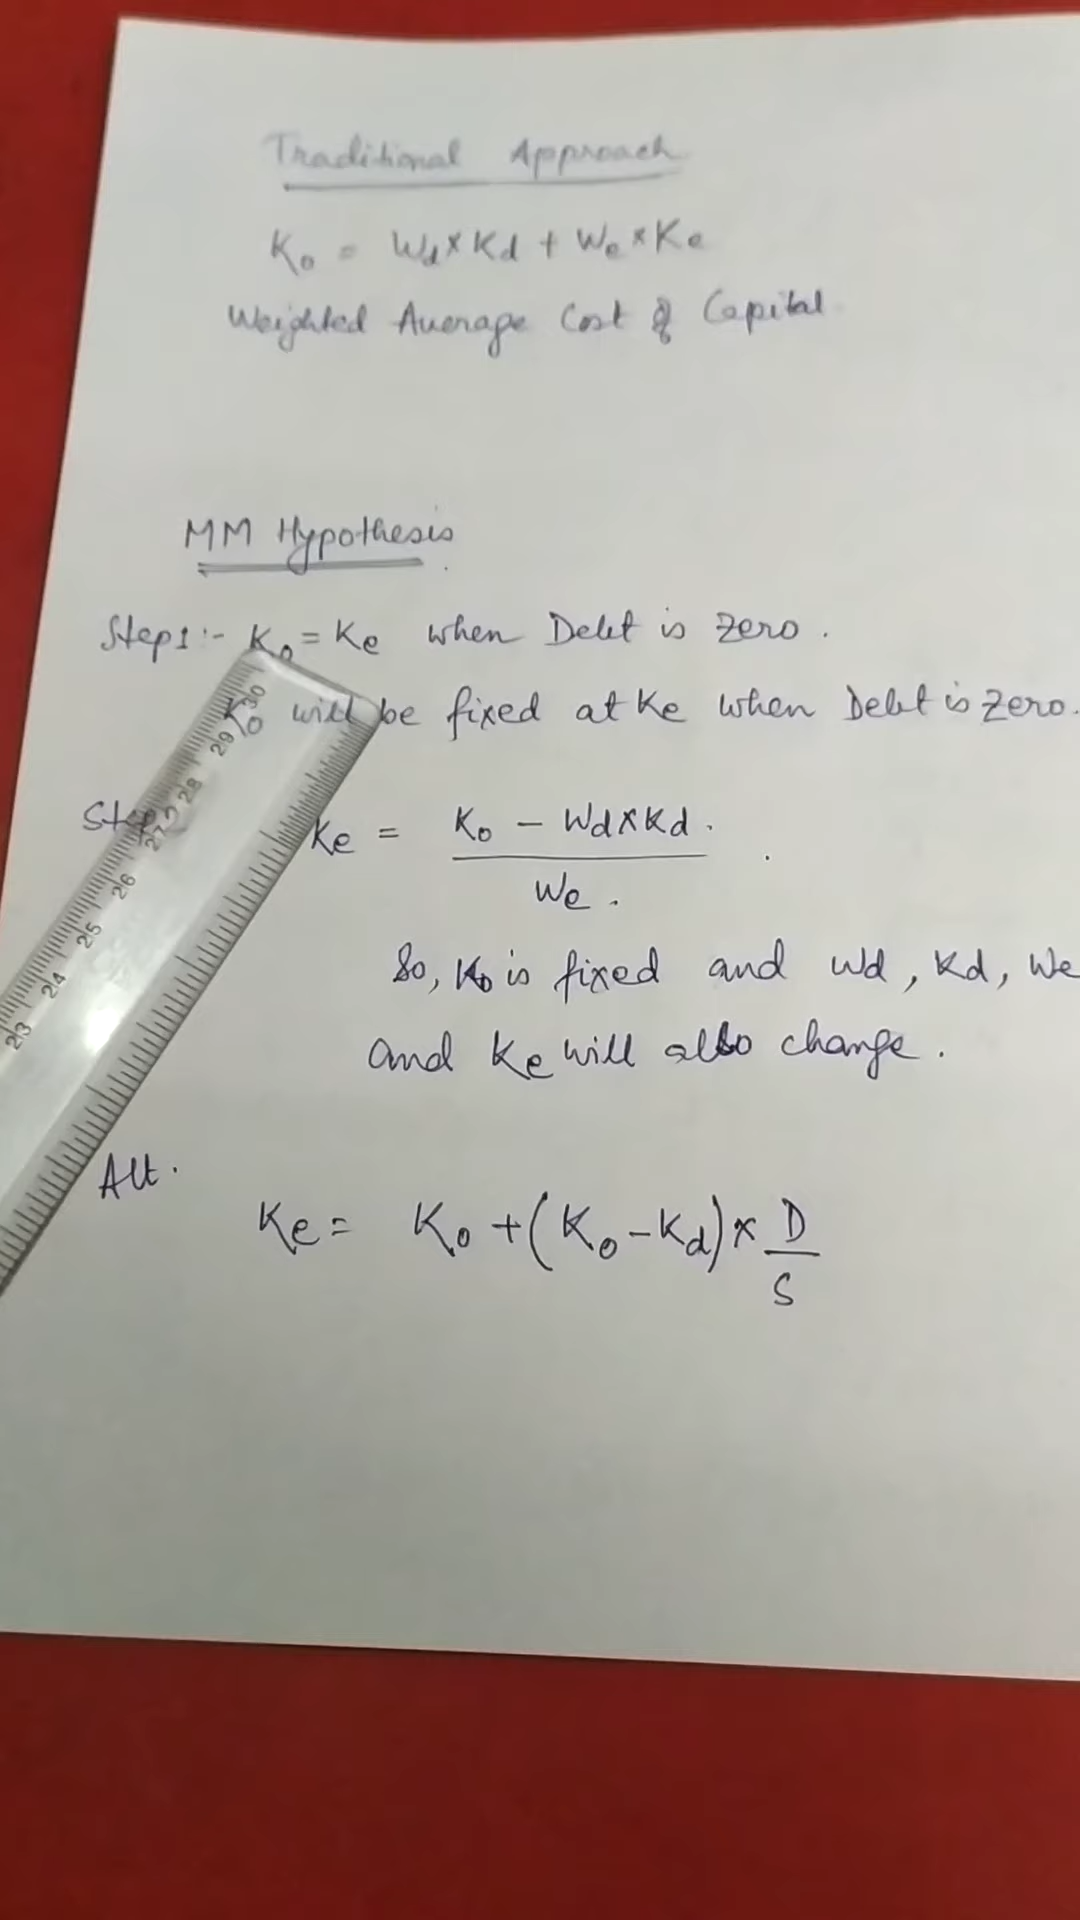 Traditional Approach
Ko = Wd × Kd + We × Ke
Weighted Average Cost of Capital
MM Hypothesis
Step1:- Ko = Ke when Debt is zero.
Ko will be fixed at Ke when Debt is zero.
Step2 Ke = Ko - Wd×Kd.
We.
So, Ko is fixed and Wd, Kd, We
and Ke will also change.
Alt.
Ke = Ko + (Ko - Kd) × D
S
30
29
28
27
26
25
24
23